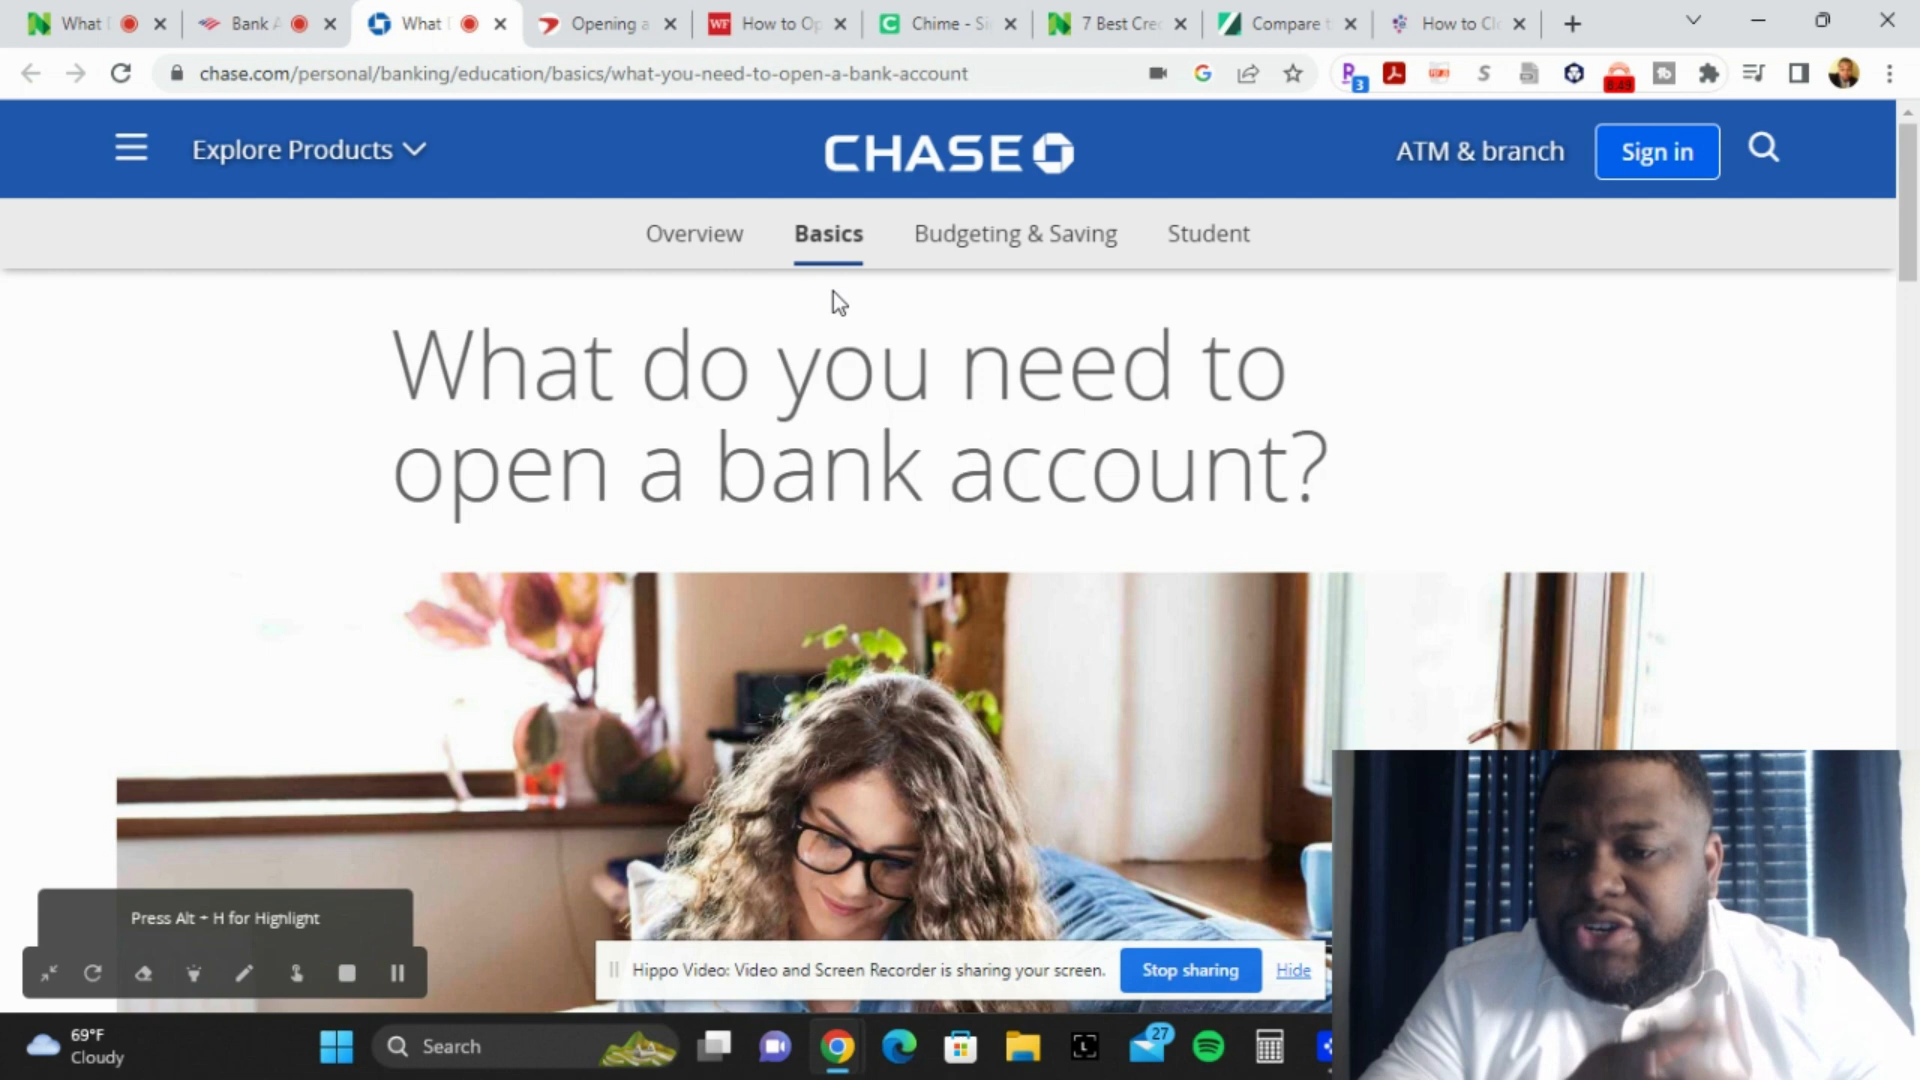 What
Bank A
What
Opening a
WF
How to Op
Chime - Si
7 Best Cre
Compare t
How to Cl
chase.com/personal/banking/education/basics/what-you-need-to-open-a-bank-account
3
Explore Products
CHASE
ATM & branch
Sign in
Overview
Basics
Budgeting & Saving
Student
What do you need to
open a bank account?
Press Alt + H for Highlight
Hippo Video: Video and Screen Recorder is sharing your screen.
Stop sharing
Hide
69°F
Cloudy
Search
27